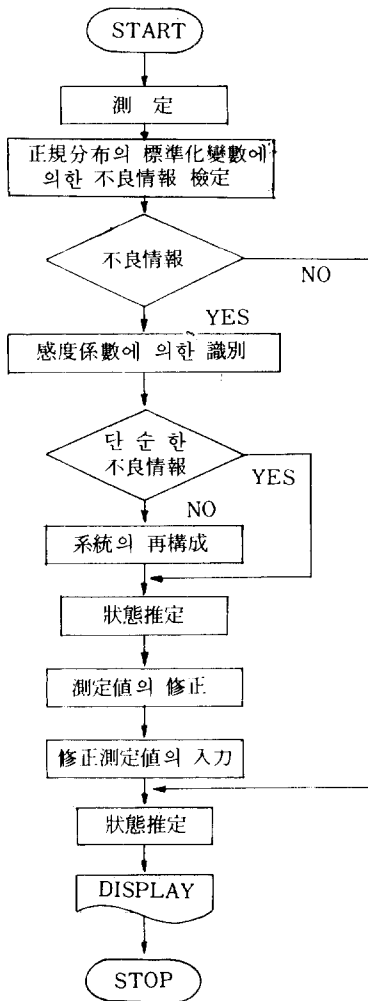 START
測 定
正規分布의 標準化變數에
의한 不良情報 檢定
不良情報
NO
YES
感度係數에 의한 識別
단 순 한
不良情報
YES
NO
系統의 再構成
狀態推定
測定値의 修正
修正測定値의 入力
狀態推定
DISPLAY
STOP